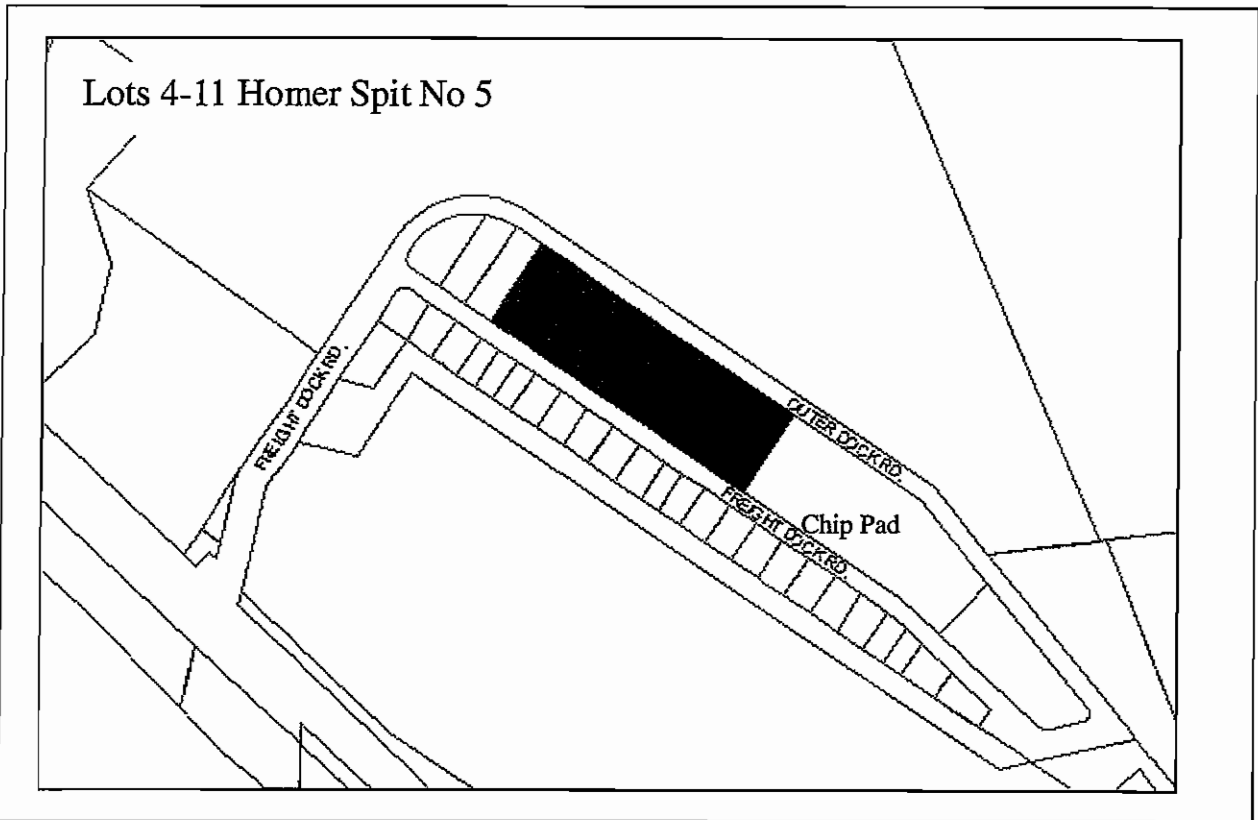 Lots 4-11 Homer Spit No 5
FREIGHT DOCK RD.
OUTER DOCK RD.
FREIGHT DOCK RD.
Chip Pad